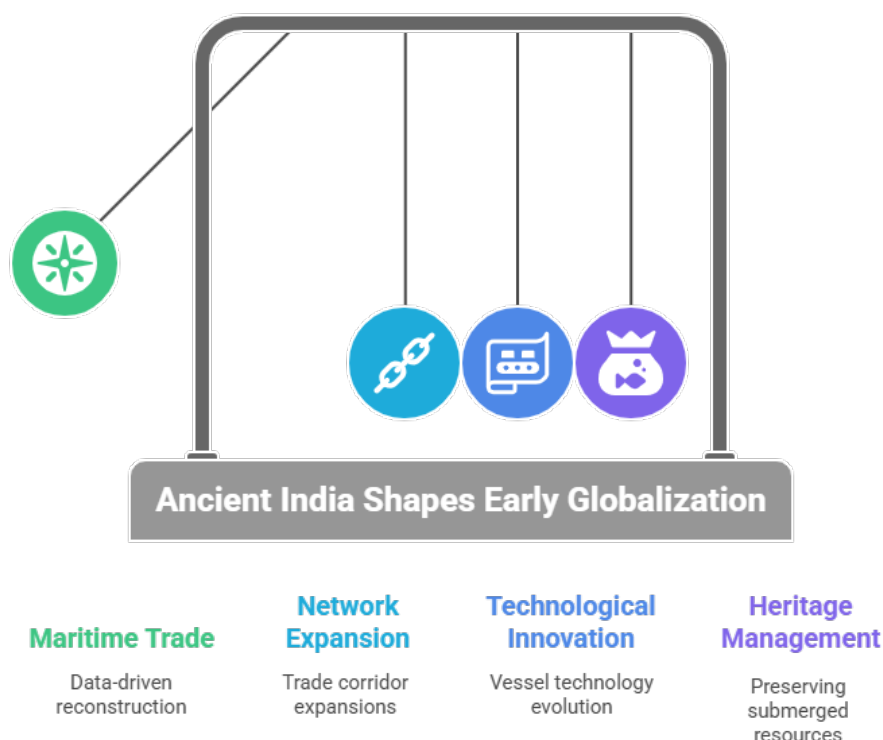 Ancient India Shapes Early Globalization
Maritime Trade
Data-driven
reconstruction
Network
Expansion
Trade corridor
expansions
Technological
Innovation
Vessel technology
evolution
Heritage
Management
Preserving
submerged
resources